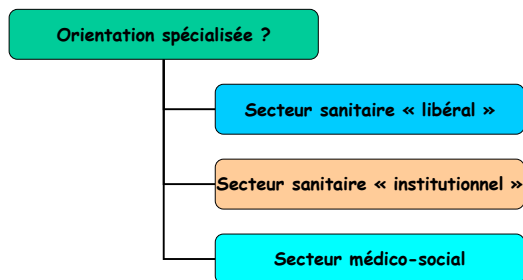 Orientation spécialisée ?
Secteur sanitaire « libéral »
Secteur sanitaire « institutionnel »
Secteur médico-social